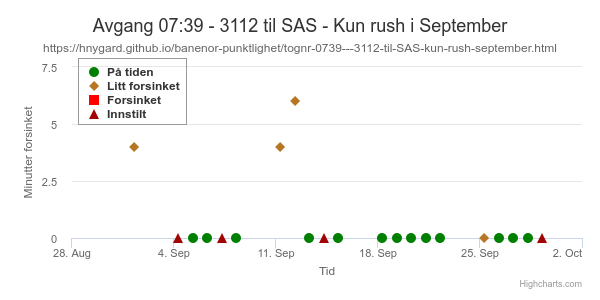 Avgang 07:39 - 3112 til SAS - Kun rush i September
https://hnygard.github.io/banenor-punktlighet/tognr-0739---3112-til-SAS-kun-rush-september.html
På tiden
Litt forsinket
Forsinket
Innstilt
Minutter forsinket
7.5
5
2.5
0
28. Aug
4. Sep
11. Sep
18. Sep
25. Sep
2. Oct
Tid
Highcharts.com